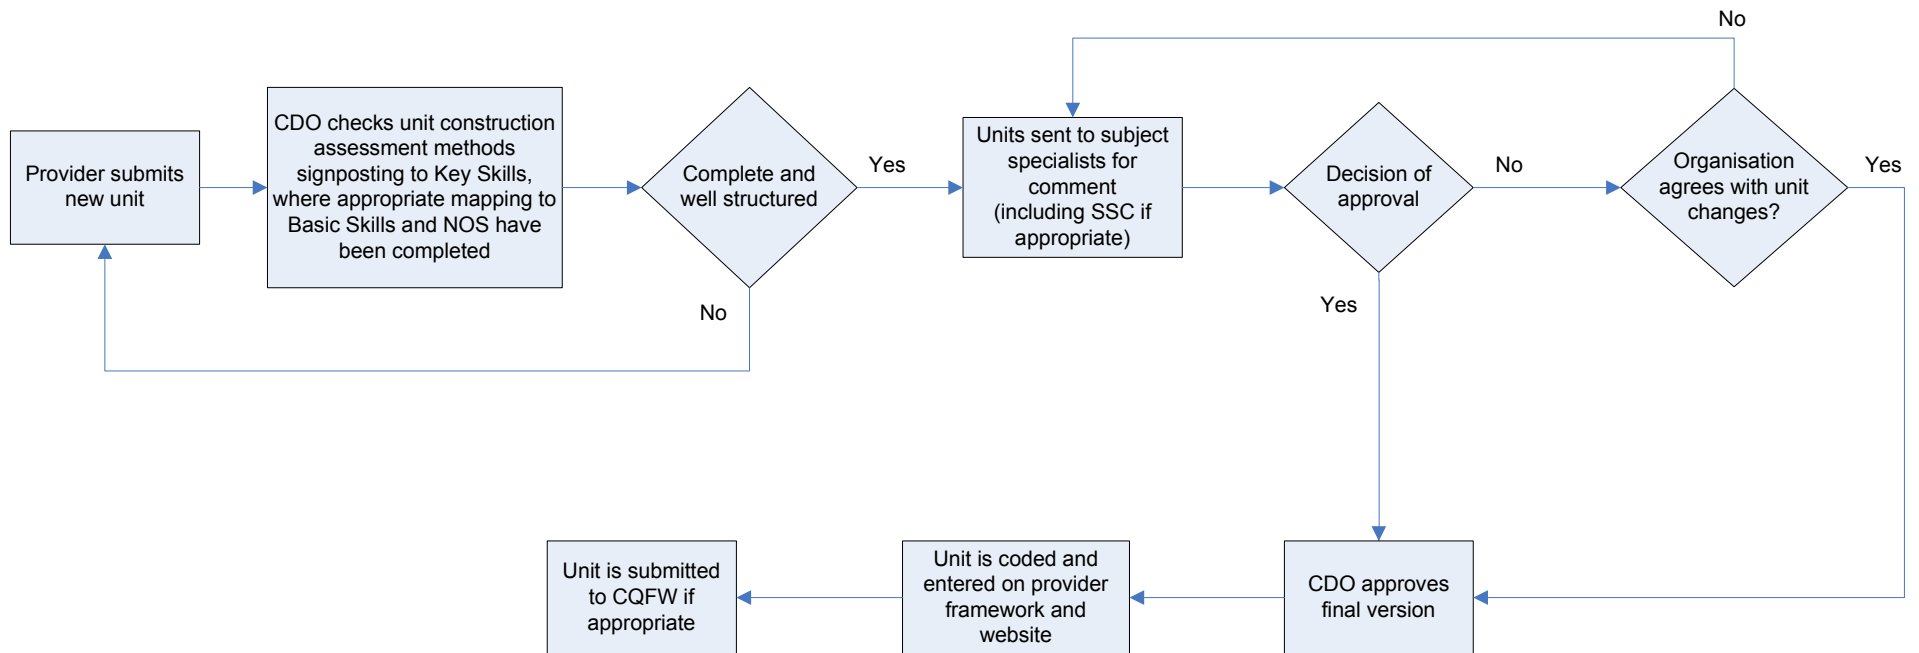 Provider submits
new unit
CDO checks unit construction
assessment methods
signposting to Key Skills,
where appropriate mapping to
Basic Skills and NOS have
been completed
Complete and
well structured
Yes
No
Units sent to subject
specialists for
comment
(including SSC if
appropriate)
Decision of
approval
No
Yes
Organisation
agrees with unit
changes?
No
Yes
CDO approves
final version
Unit is coded and
entered on provider
framework and
website
Unit is submitted
to CQFW if
appropriate